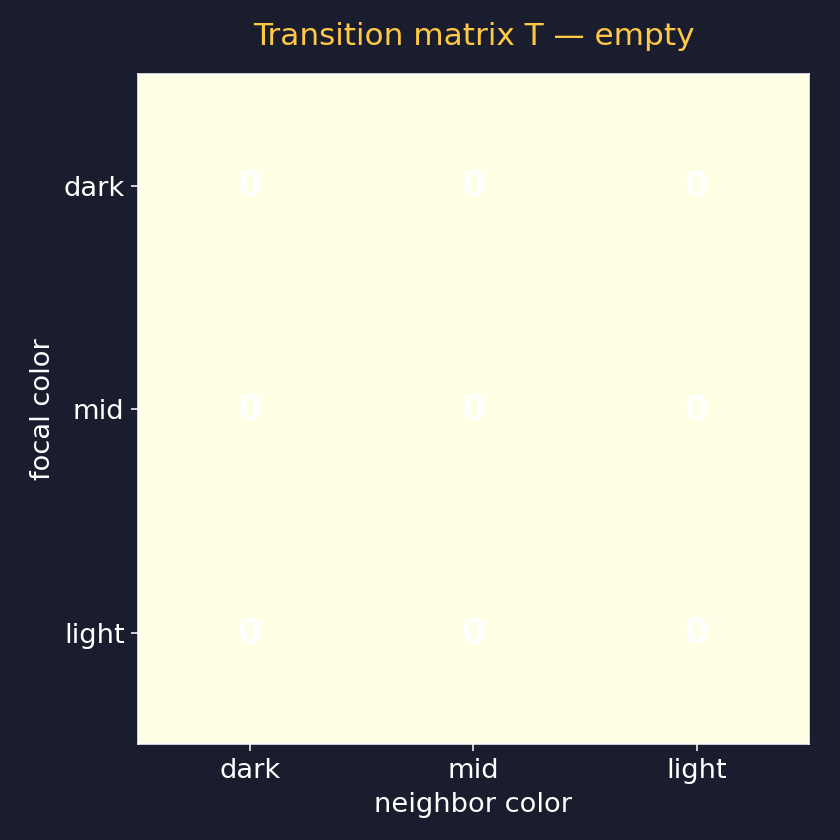 Transition matrix T — empty
dark 0 0 0
focal color
mid 0 0 0
light 0 0 0
dark mid light
neighbor color